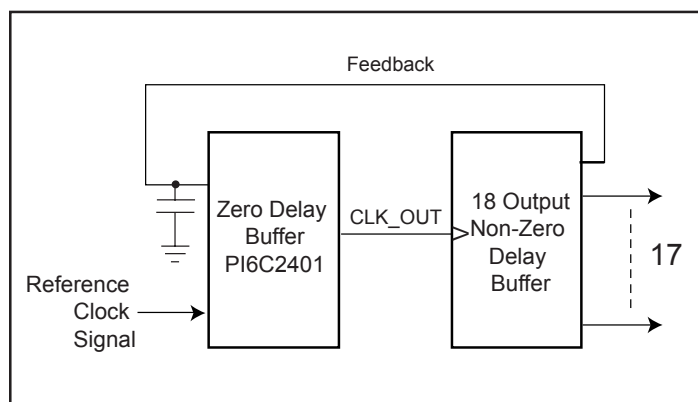 Feedback
Zero Delay
Buffer
PI6C2401
CLK_OUT
18 Output
Non-Zero
Delay
Buffer
17
Reference
Clock
Signal